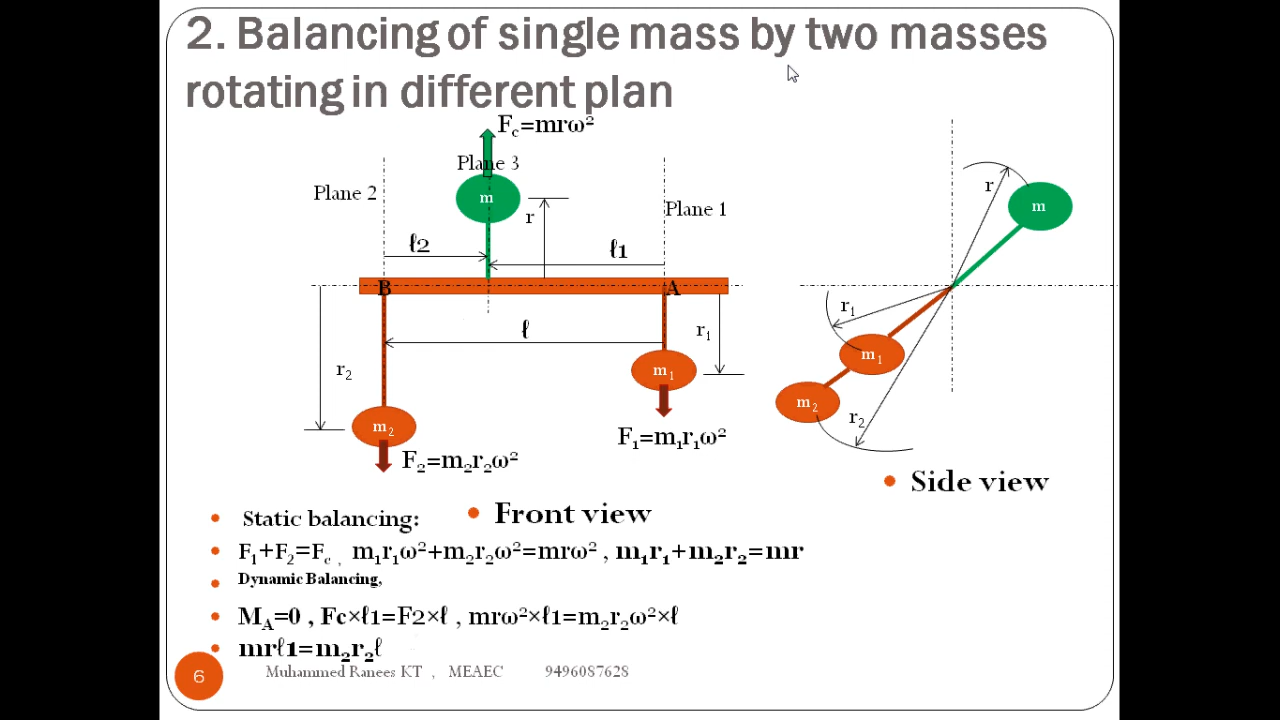 2. Balancing of single mass by two masses
rotating in different plan
F꜀=mrω²
Plane 3
Plane 2
m
Plane 1
r
ℓ2
ℓ1
B
A
ℓ
r₁
r₂
m₁
m₂
F₁=m₁r₁ω²
F₂=m₂r₂ω²
r
m
r₁
m₁
m₂
r₂
• Side view
• Front view
• Static balancing:
• F₁+F₂=F꜀ , m₁r₁ω²+m₂r₂ω²=mrω² , m₁r₁+m₂r₂=mr
• Dynamic Balancing,
• M_A=0 , Fc×ℓ1=F2×ℓ , mrω²×ℓ1=m₂r₂ω²×ℓ
• mrℓ1=m₂r₂ℓ
6
Muhammed Ranees KT , MEAEC 9496087628